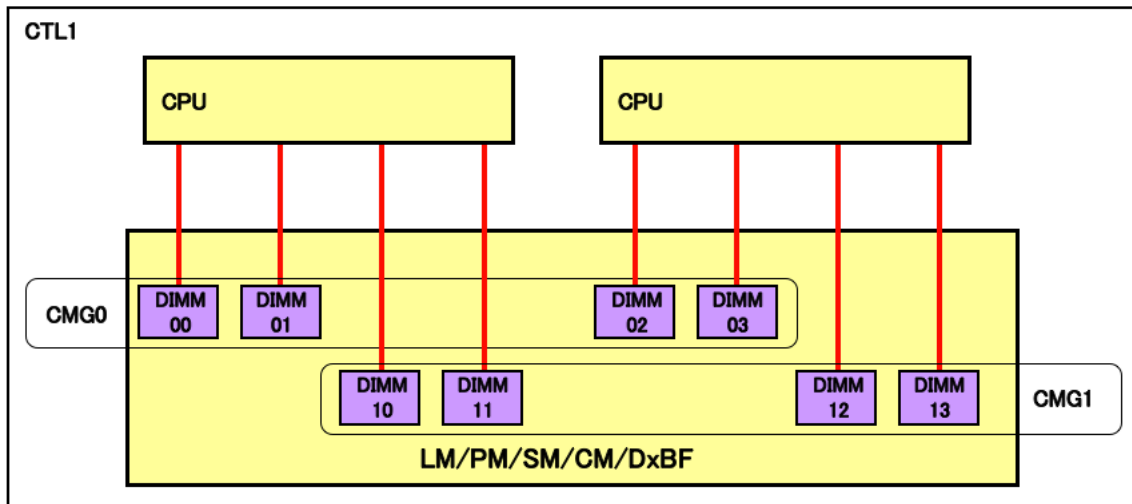 CTL1
CPU
CPU
CMG0
DIMM
00
DIMM
01
DIMM
02
DIMM
03
DIMM
10
DIMM
11
DIMM
12
DIMM
13
CMG1
LM/PM/SM/CM/DxBF